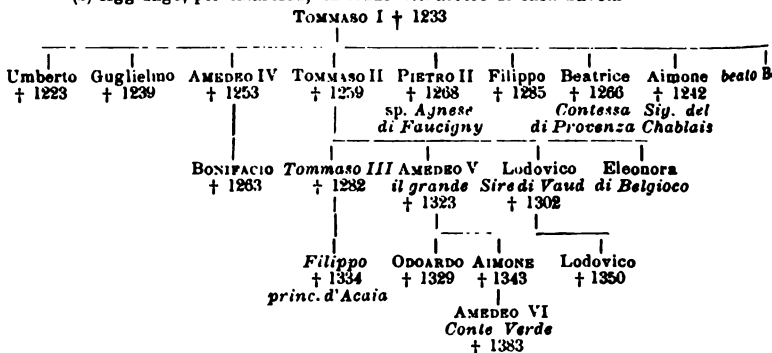 TOMMASO I † 1233
Umberto Guglielmo AMEDEO IV TOMMASO II PIETRO II Filippo Beatrice Aimone beato B
† 1223 † 1239 † 1253 † 1259 † 1268 † 1285 † 1266 † 1242
sp. Agnese Contessa Sig. del
di Faucigny di Provenza Chablais
BONIFACIO Tommaso III AMEDEO V Lodovico Eleonora
† 1263 † 1282 il grande Sire di Vaud di Belgioco
† 1323 † 1302
Filippo ODOARDO AIMONE Lodovico
† 1334 † 1329 † 1343 † 1350
princ. d'Acaia
AMEDEO VI
Conte Verde
† 1383